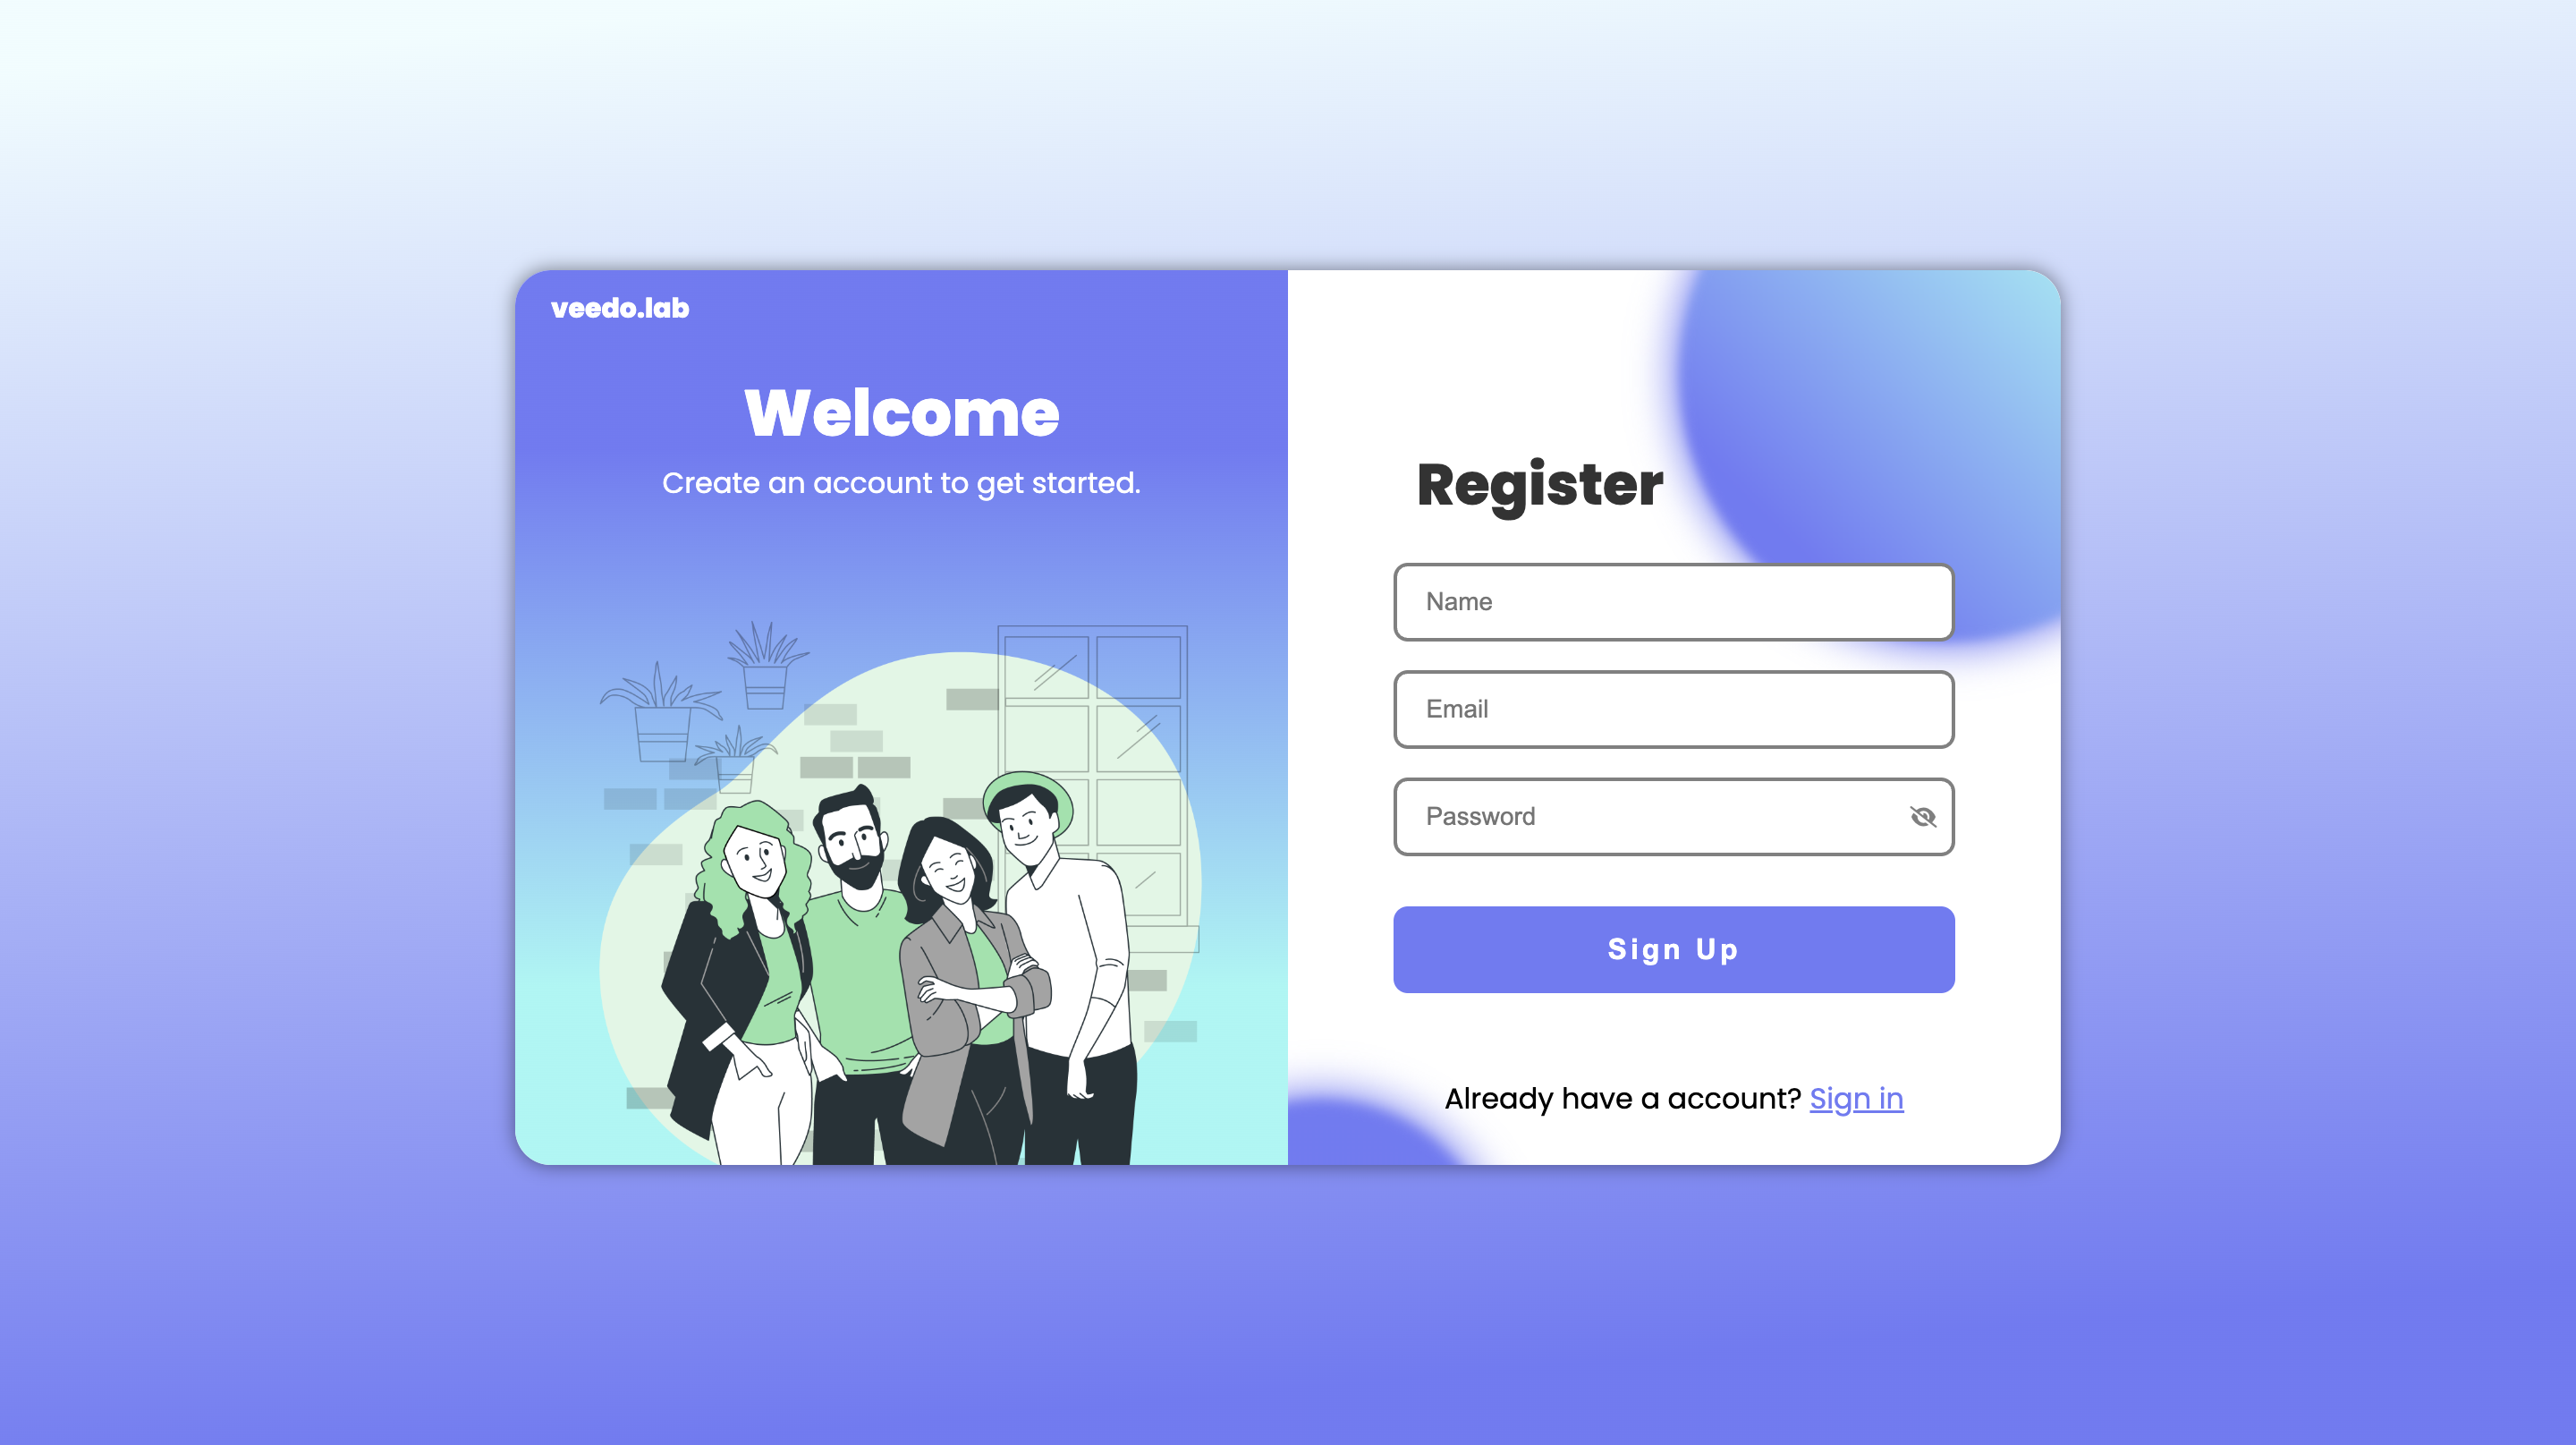 veedo.lab
Welcome
Create an account to get started.
Register
Name
Email
Password
Sign Up
Already have a account? Sign in